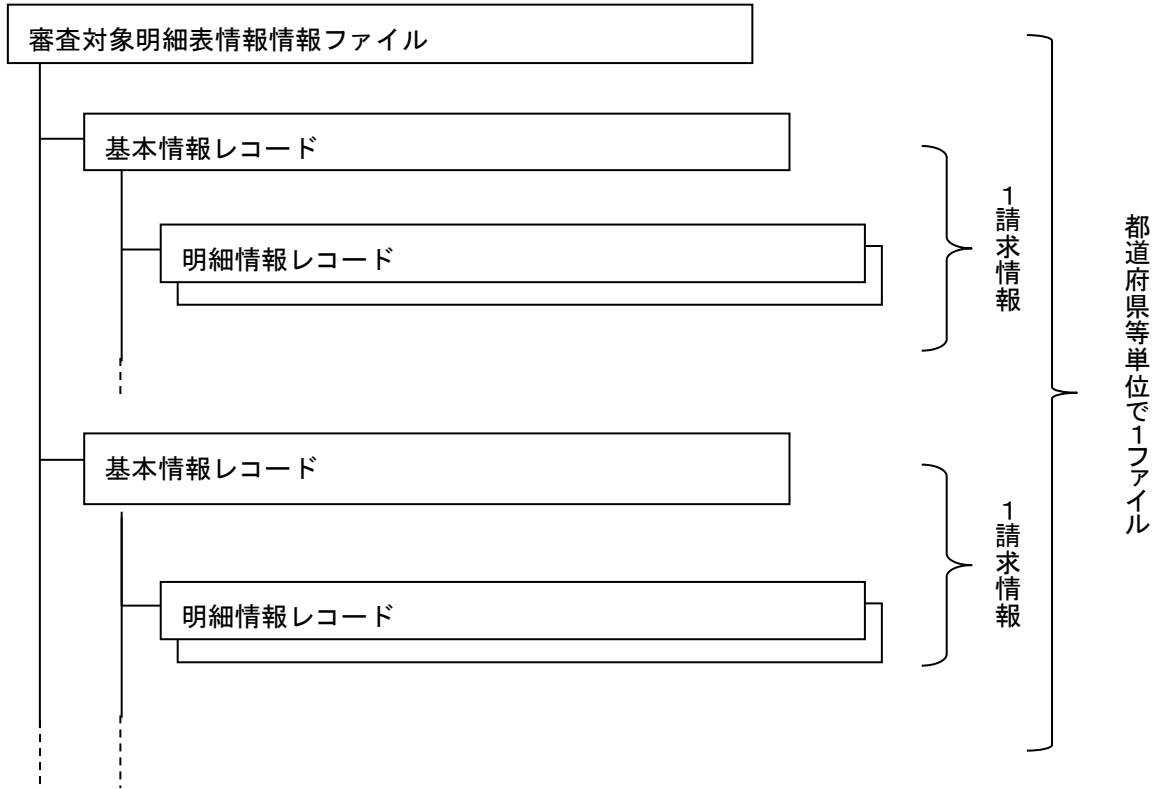 審査対象明細表情報情報ファイル
基本情報レコード
明細情報レコード
１請求情報
都道府県等単位で１ファイル
基本情報レコード
明細情報レコード
１請求情報